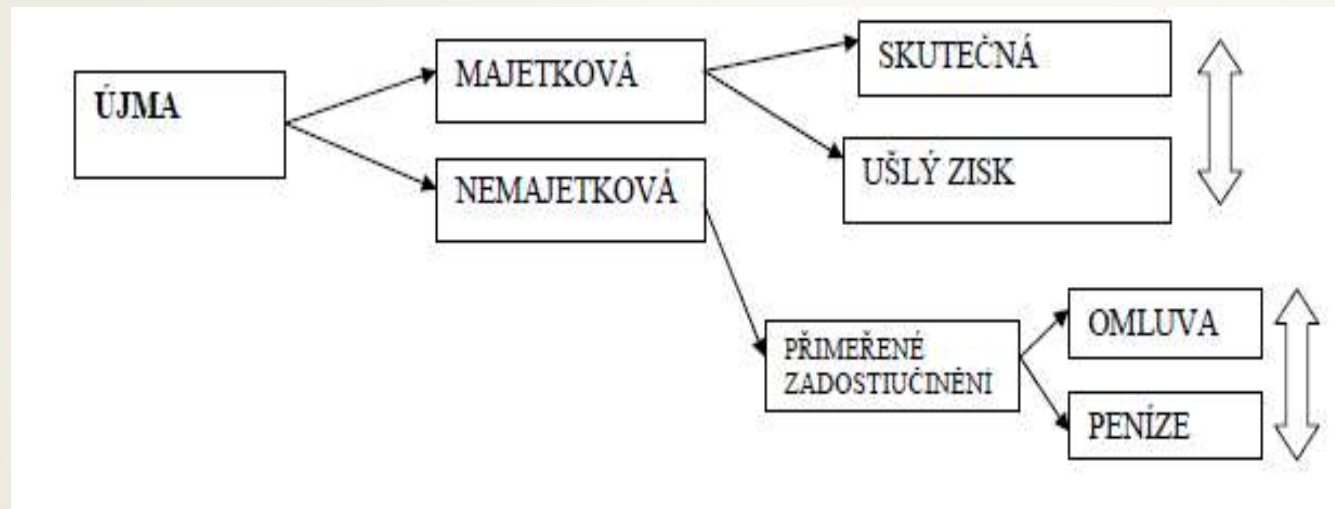 ÚJMA
MAJETKOVÁ
NEMAJETKOVÁ
SKUTEČNÁ
UŠLÝ ZISK
PŘIMĚŘENÉ
ZADOSTIUČINĚNÍ
OMLUVA
PENÍZE